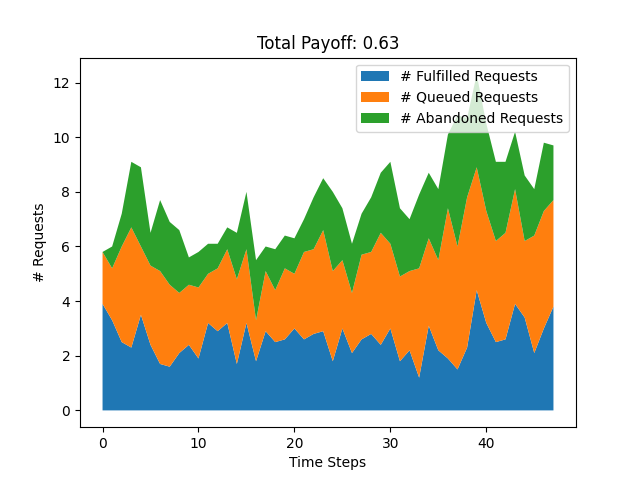 Total Payoff: 0.63
# Fulfilled Requests
# Queued Requests
# Abandoned Requests
12
10
8
6
4
2
0
# Requests
0 10 20 30 40
Time Steps